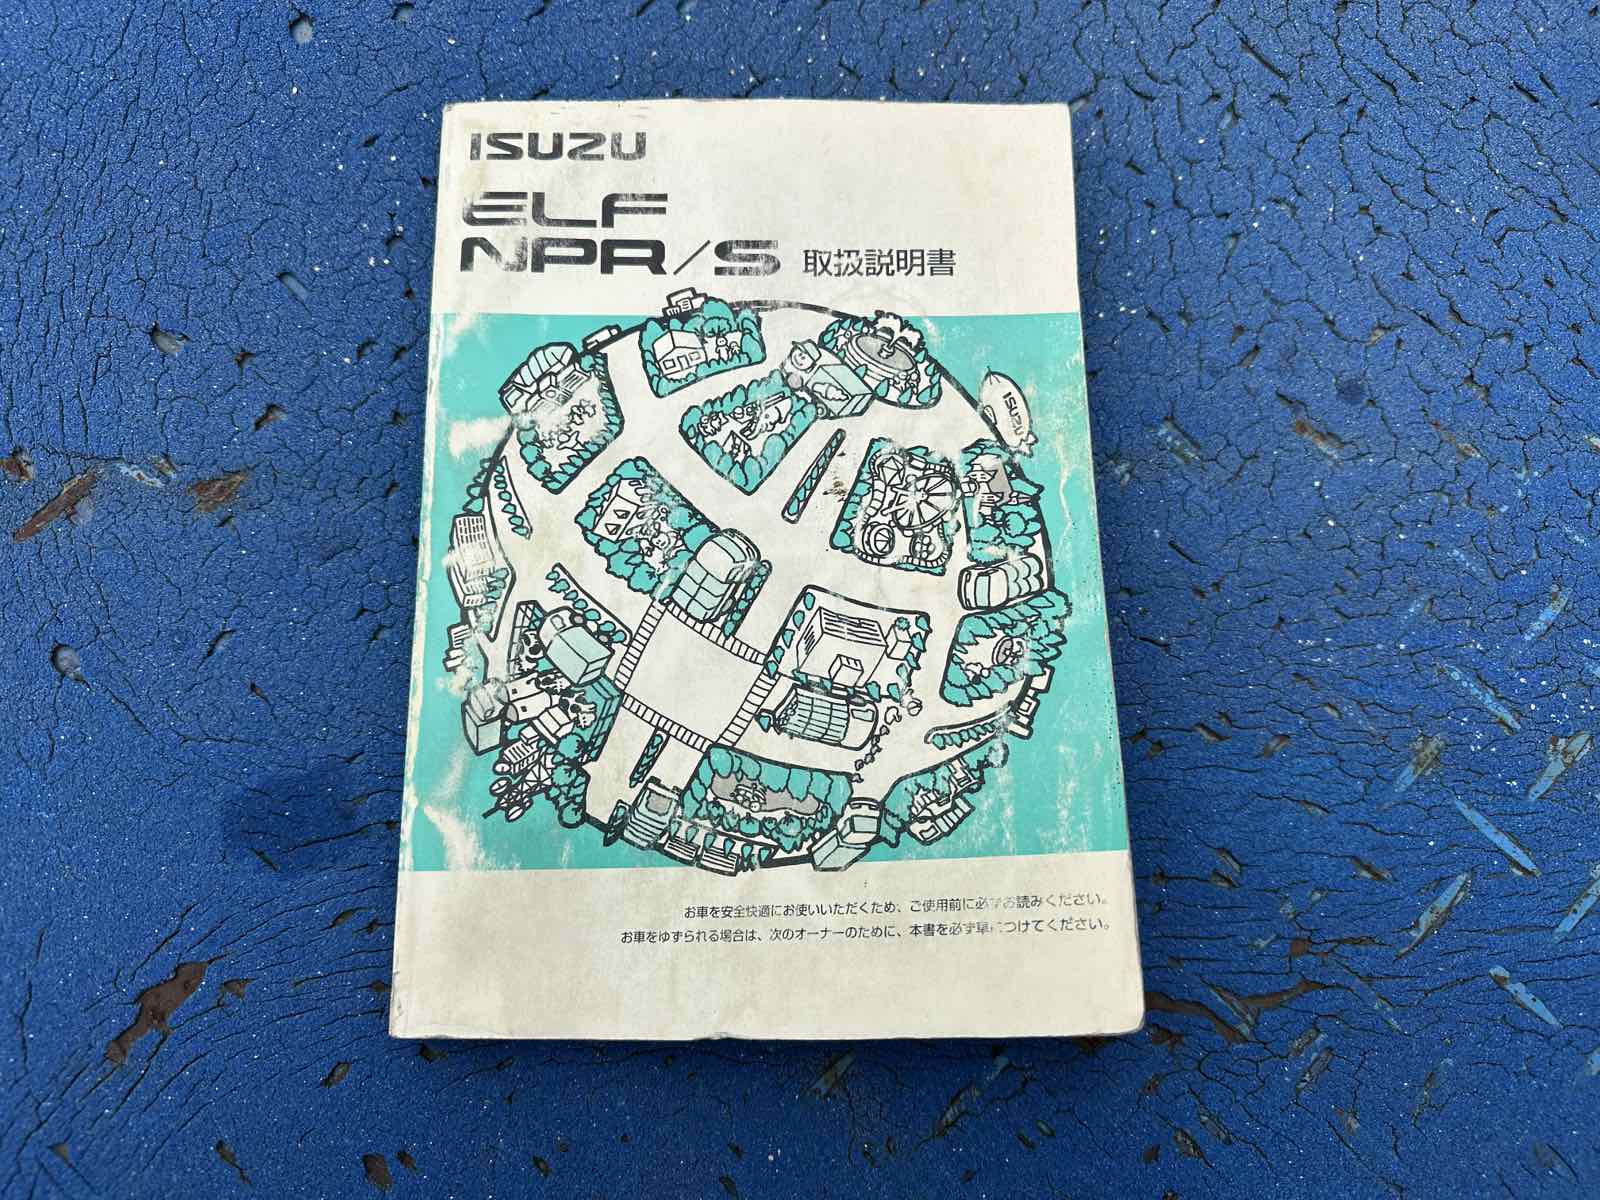 ISUZU
ELF
NPR/S 取扱説明書
ISUZU
お車を安全快適にお使いいただくため、ご使用前に必ずお読みください。
お車をゆずられる場合は、次のオーナーのために、本書を必ず車につけてください。